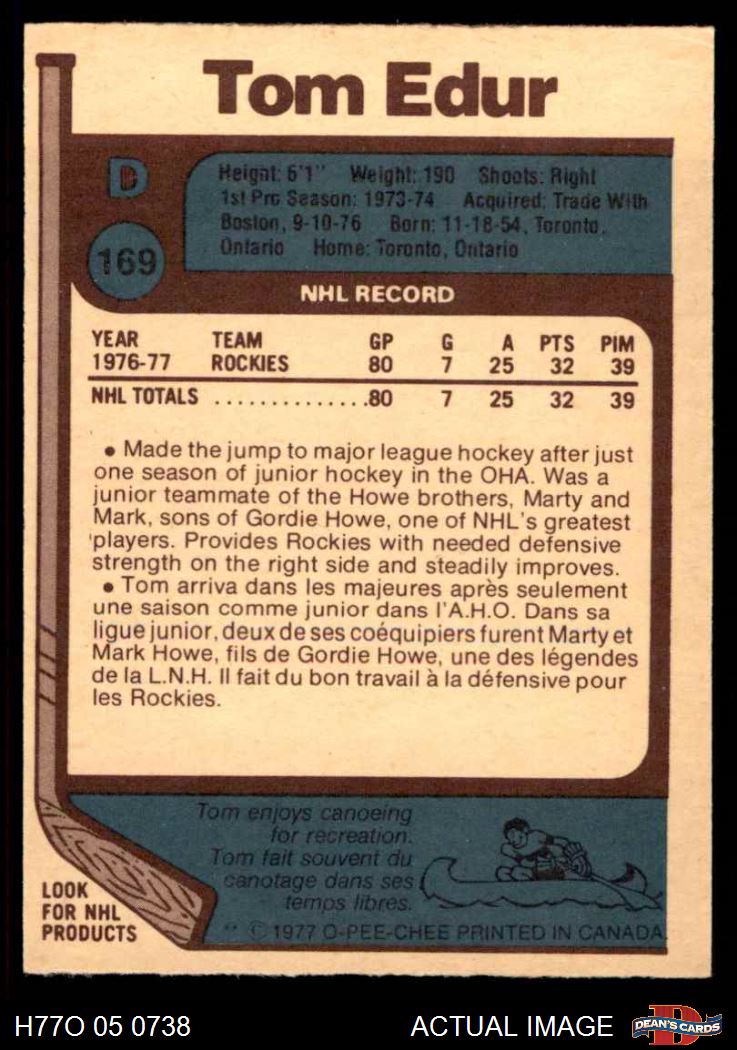 Tom Edur
D
Height: 6'1" Weight: 190 Shoots: Right
1st Pro Season: 1973-74 Acquired: Trade With
Boston, 9-10-76 Born: 11-18-54, Toronto,
Ontario Home: Toronto, Ontario
169
NHL RECORD
YEAR TEAM GP G A PTS PIM
1976-77 ROCKIES 80 7 25 32 39
NHL TOTALS ..............80 7 25 32 39
• Made the jump to major league hockey after just
one season of junior hockey in the OHA. Was a
junior teammate of the Howe brothers, Marty and
Mark, sons of Gordie Howe, one of NHL's greatest
players. Provides Rockies with needed defensive
strength on the right side and steadily improves.
• Tom arriva dans les majeures après seulement
une saison comme junior dans l'A.H.O. Dans sa
ligue junior, deux de ses coéquipiers furent Marty et
Mark Howe, fils de Gordie Howe, une des légendes
de la L.N.H. Il fait du bon travail à la défensive pour
les Rockies.
Tom enjoys canoeing
for recreation.
Tom fait souvent du
canotage dans ses
temps libres.
LOOK
FOR NHL
PRODUCTS
** © 1977 O-PEE-CHEE PRINTED IN CANADA
H77O 05 0738 ACTUAL IMAGE DEAN'S CARDS